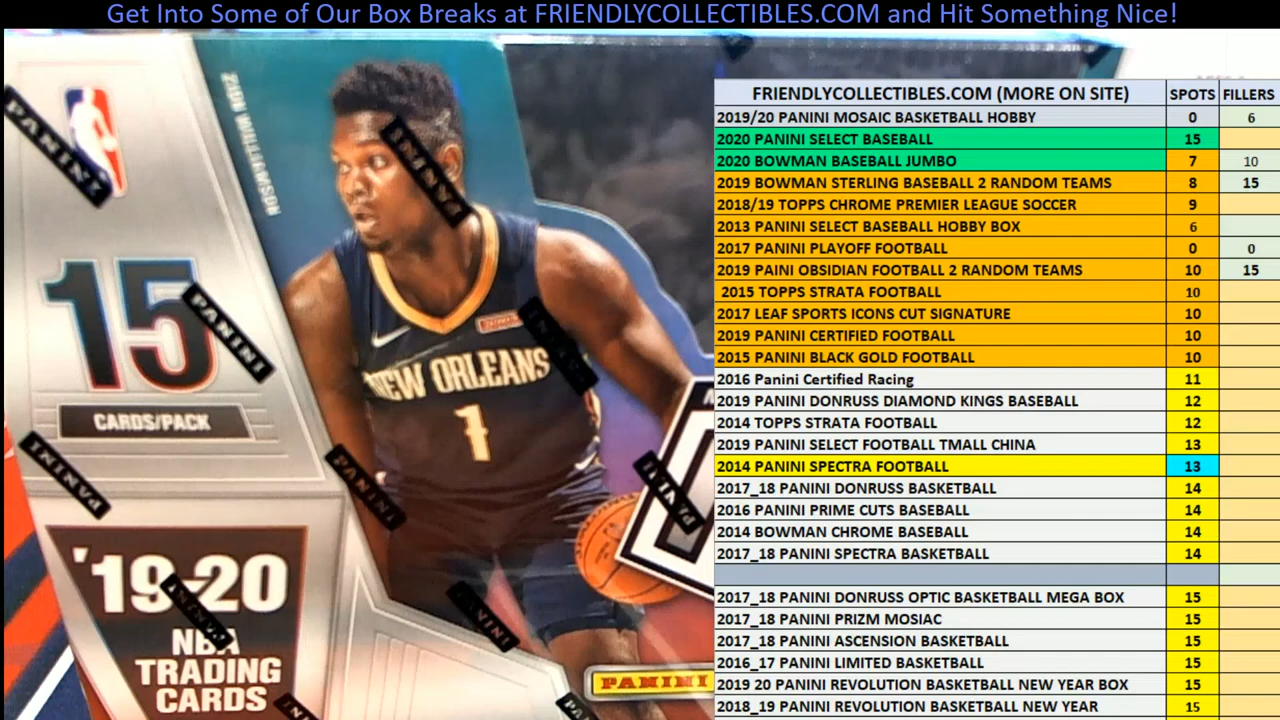 Get Into Some of Our Box Breaks at FRIENDLYCOLLECTIBLES.COM and Hit Something Nice!
ZION WILLIAMSON
PANINI
PANINI
NEW ORLEANS
1
15
PANINI
CARDS/PACK
PANINI
PANINI
PANINI
'19-20
NBA
TRADING
CARDS
PANINI
PANINI
PANINI
FRIENDLYCOLLECTIBLES.COM (MORE ON SITE) SPOTS FILLERS
2019/20 PANINI MOSAIC BASKETBALL HOBBY 0 6
2020 PANINI SELECT BASEBALL 15
2020 BOWMAN BASEBALL JUMBO 7 10
2019 BOWMAN STERLING BASEBALL 2 RANDOM TEAMS 8 15
2018/19 TOPPS CHROME PREMIER LEAGUE SOCCER 9
2013 PANINI SELECT BASEBALL HOBBY BOX 6
2017 PANINI PLAYOFF FOOTBALL 0 0
2019 PAINI OBSIDIAN FOOTBALL 2 RANDOM TEAMS 10 15
2015 TOPPS STRATA FOOTBALL 10
2017 LEAF SPORTS ICONS CUT SIGNATURE 10
2019 PANINI CERTIFIED FOOTBALL 10
2015 PANINI BLACK GOLD FOOTBALL 10
2016 Panini Certified Racing 11
2019 PANINI DONRUSS DIAMOND KINGS BASEBALL 12
2014 TOPPS STRATA FOOTBALL 12
2019 PANINI SELECT FOOTBALL TMALL CHINA 13
2014 PANINI SPECTRA FOOTBALL 13
2017_18 PANINI DONRUSS BASKETBALL 14
2016 PANINI PRIME CUTS BASEBALL 14
2014 BOWMAN CHROME BASEBALL 14
2017_18 PANINI SPECTRA BASKETBALL 14
2017_18 PANINI DONRUSS OPTIC BASKETBALL MEGA BOX 15
2017_18 PANINI PRIZM MOSIAC 15
2017_18 PANINI ASCENSION BASKETBALL 15
2016_17 PANINI LIMITED BASKETBALL 15
2019 20 PANINI REVOLUTION BASKETBALL NEW YEAR BOX 15
2018_19 PANINI REVOLUTION BASKETBALL NEW YEAR 15